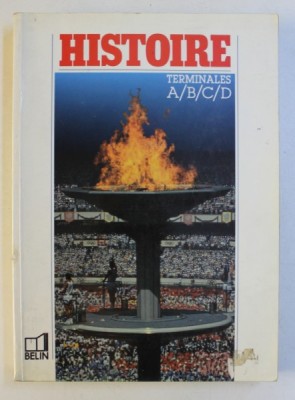 HISTOIRE
TERMINALES
A/B/C/D
BELIN